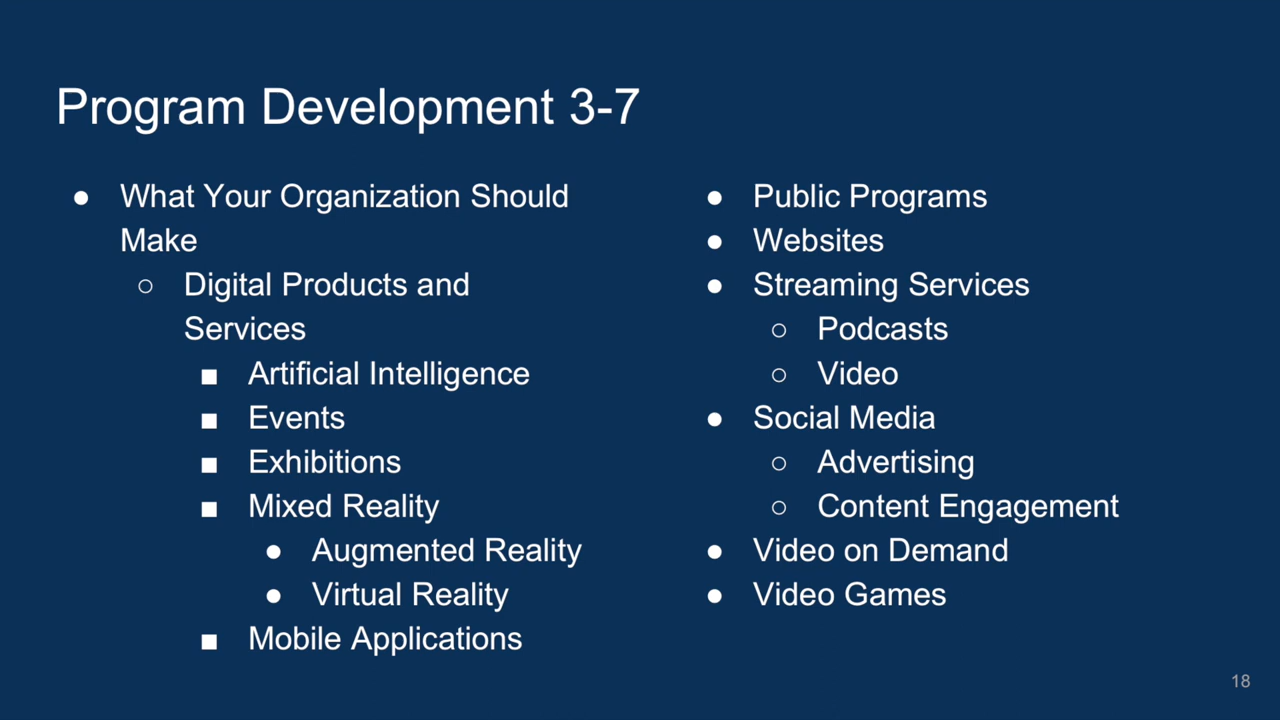 Program Development 3-7
● What Your Organization Should
Make
○ Digital Products and
Services
■ Artificial Intelligence
■ Events
■ Exhibitions
■ Mixed Reality
● Augmented Reality
● Virtual Reality
■ Mobile Applications
● Public Programs
● Websites
● Streaming Services
○ Podcasts
○ Video
● Social Media
○ Advertising
○ Content Engagement
● Video on Demand
● Video Games
18